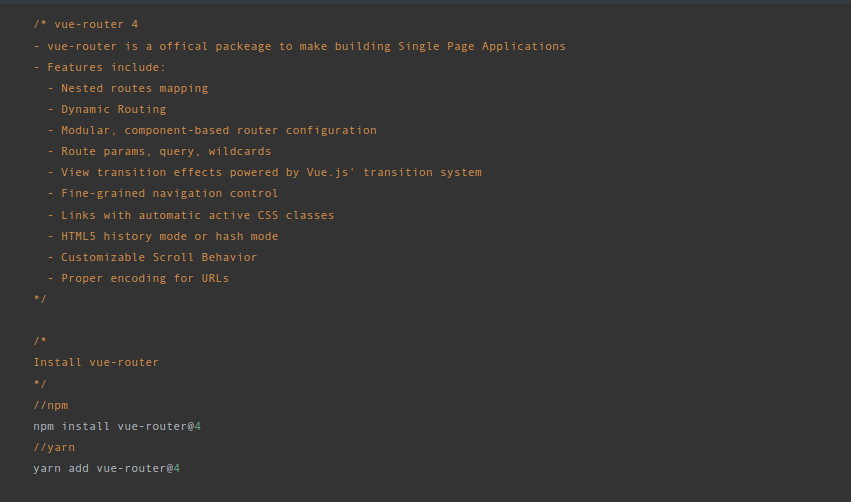 /* vue-router 4
- vue-router is a offical packeage to make building Single Page Applications
- Features include:
- Nested routes mapping
- Dynamic Routing
- Modular, component-based router configuration
- Route params, query, wildcards
- View transition effects powered by Vue.js' transition system
- Fine-grained navigation control
- Links with automatic active CSS classes
- HTML5 history mode or hash mode
- Customizable Scroll Behavior
- Proper encoding for URLs
*/
/*
Install vue-router
*/
//npm
npm install vue-router@4
//yarn
yarn add vue-router@4